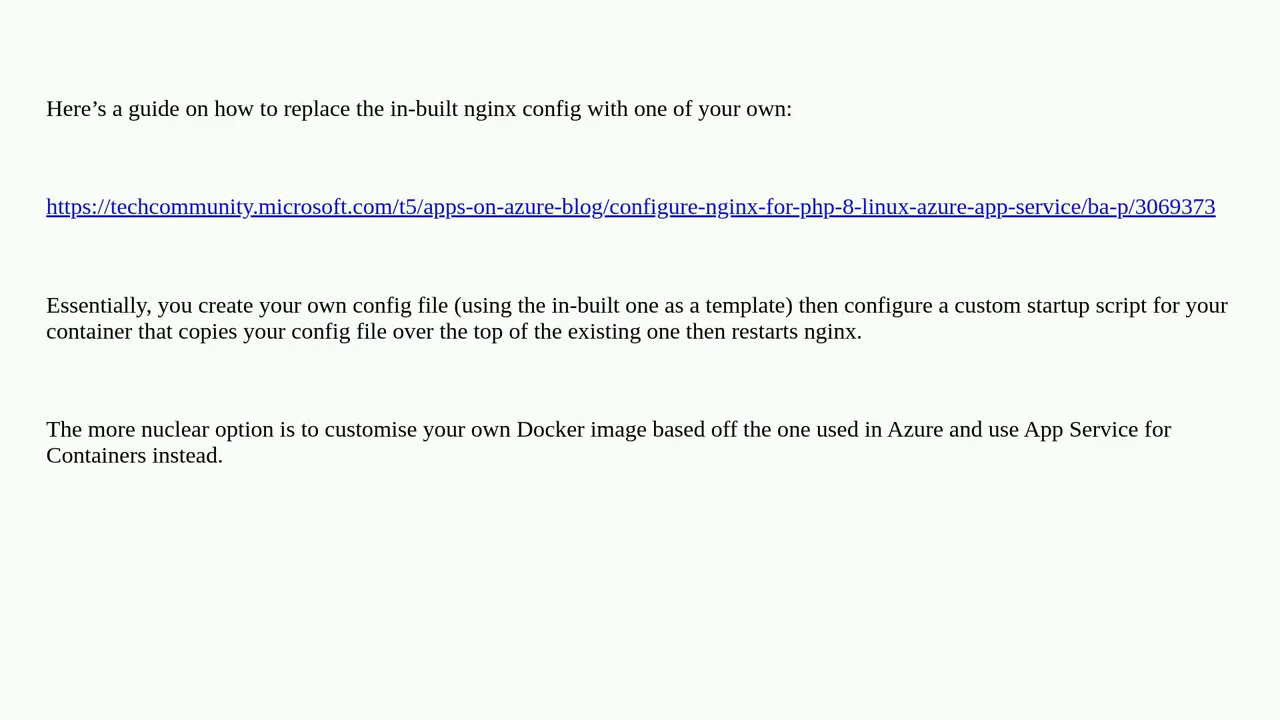 Here’s a guide on how to replace the in-built nginx config with one of your own:
https://techcommunity.microsoft.com/t5/apps-on-azure-blog/configure-nginx-for-php-8-linux-azure-app-service/ba-p/3069373
Essentially, you create your own config file (using the in-built one as a template) then configure a custom startup script for your
container that copies your config file over the top of the existing one then restarts nginx.
The more nuclear option is to customise your own Docker image based off the one used in Azure and use App Service for
Containers instead.